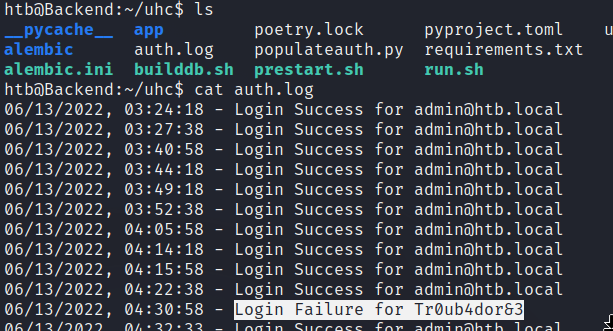 htb@Backend:~/uhc$ ls
__pycache__ app poetry.lock pyproject.toml u
alembic auth.log populateauth.py requirements.txt
alembic.ini builddb.sh prestart.sh run.sh
htb@Backend:~/uhc$ cat auth.log
06/13/2022, 03:24:18 - Login Success for admin@htb.local
06/13/2022, 03:27:38 - Login Success for admin@htb.local
06/13/2022, 03:40:58 - Login Success for admin@htb.local
06/13/2022, 03:44:18 - Login Success for admin@htb.local
06/13/2022, 03:49:18 - Login Success for admin@htb.local
06/13/2022, 03:52:38 - Login Success for admin@htb.local
06/13/2022, 04:05:58 - Login Success for admin@htb.local
06/13/2022, 04:14:18 - Login Success for admin@htb.local
06/13/2022, 04:15:58 - Login Success for admin@htb.local
06/13/2022, 04:22:38 - Login Success for admin@htb.local
06/13/2022, 04:30:58 - Login Failure for Tr0ub4dor&3
06/13/2022, 04:32:33 - Login Success for admin@htb.local